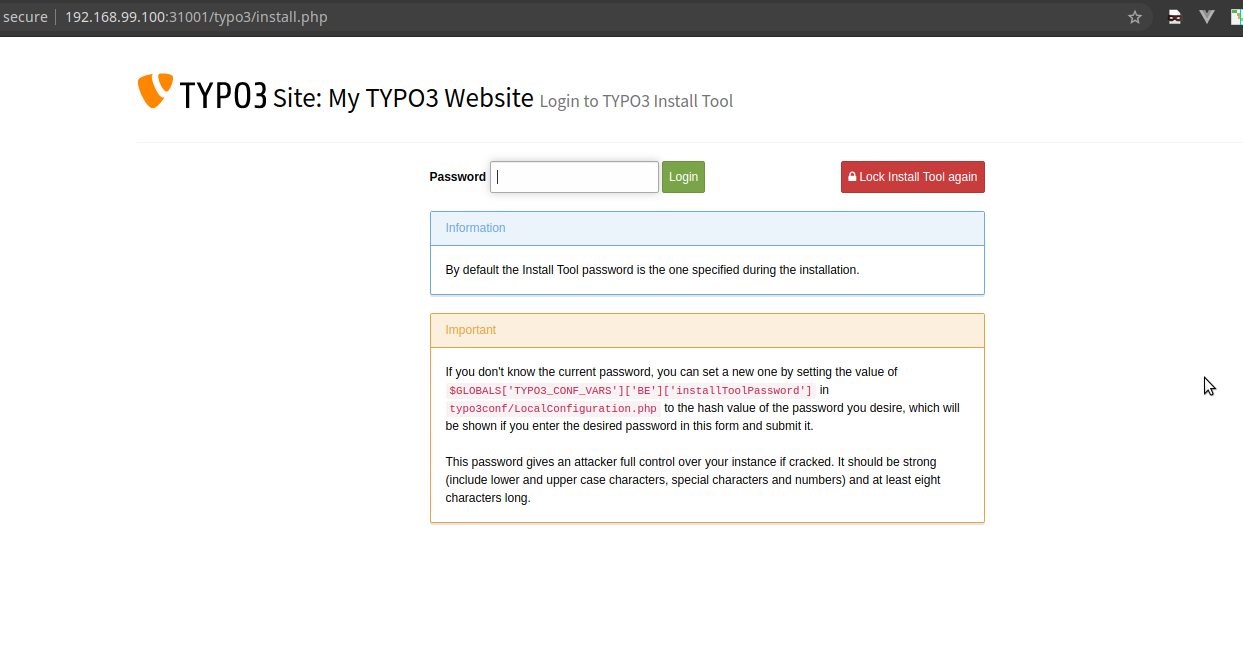 secure 192.168.99.100:31001/typo3/install.php
TYPO3 Site: My TYPO3 Website Login to TYPO3 Install Tool
Password Login Lock Install Tool again
Information
By default the Install Tool password is the one specified during the installation.
Important
If you don't know the current password, you can set a new one by setting the value of
$GLOBALS['TYPO3_CONF_VARS']['BE']['installToolPassword'] in
typo3conf/LocalConfiguration.php to the hash value of the password you desire, which will
be shown if you enter the desired password in this form and submit it.
This password gives an attacker full control over your instance if cracked. It should be strong
(include lower and upper case characters, special characters and numbers) and at least eight
characters long.